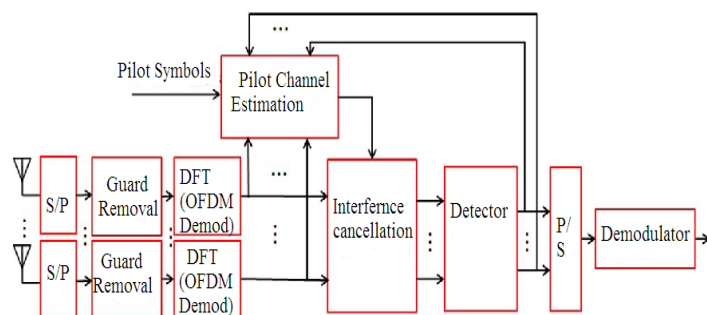 Pilot Symbols
Pilot Channel
Estimation
S/P
Guard
Removal
DFT
(OFDM
Demod)
Interfernce
cancellation
Detector
P/
S
Demodulator
S/P
Guard
Removal
DFT
(OFDM
Demod)